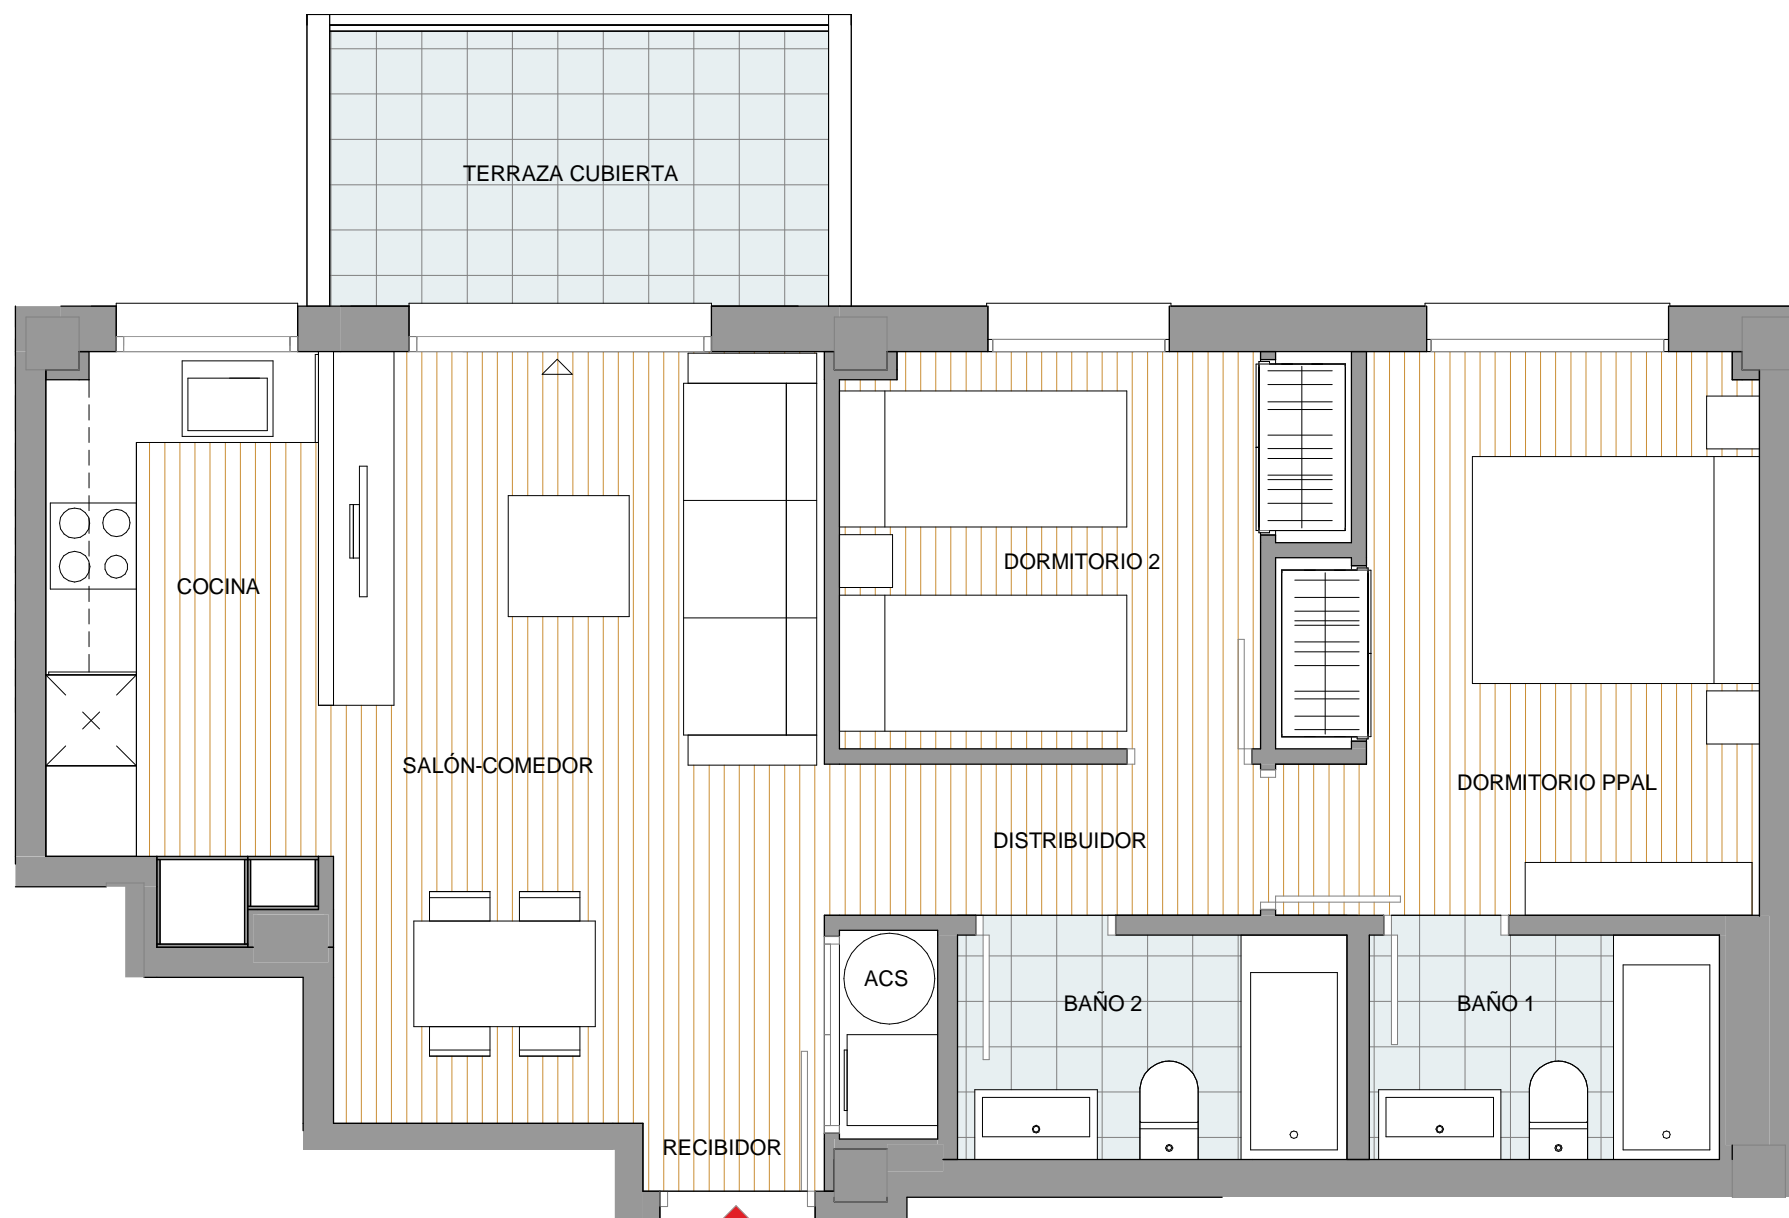 TERRAZA CUBIERTA
DORMITORIO 2
COCINA
SALÓN-COMEDOR
DORMITORIO PPAL
DISTRIBUIDOR
ACS
BAÑO 2
BAÑO 1
RECIBIDOR